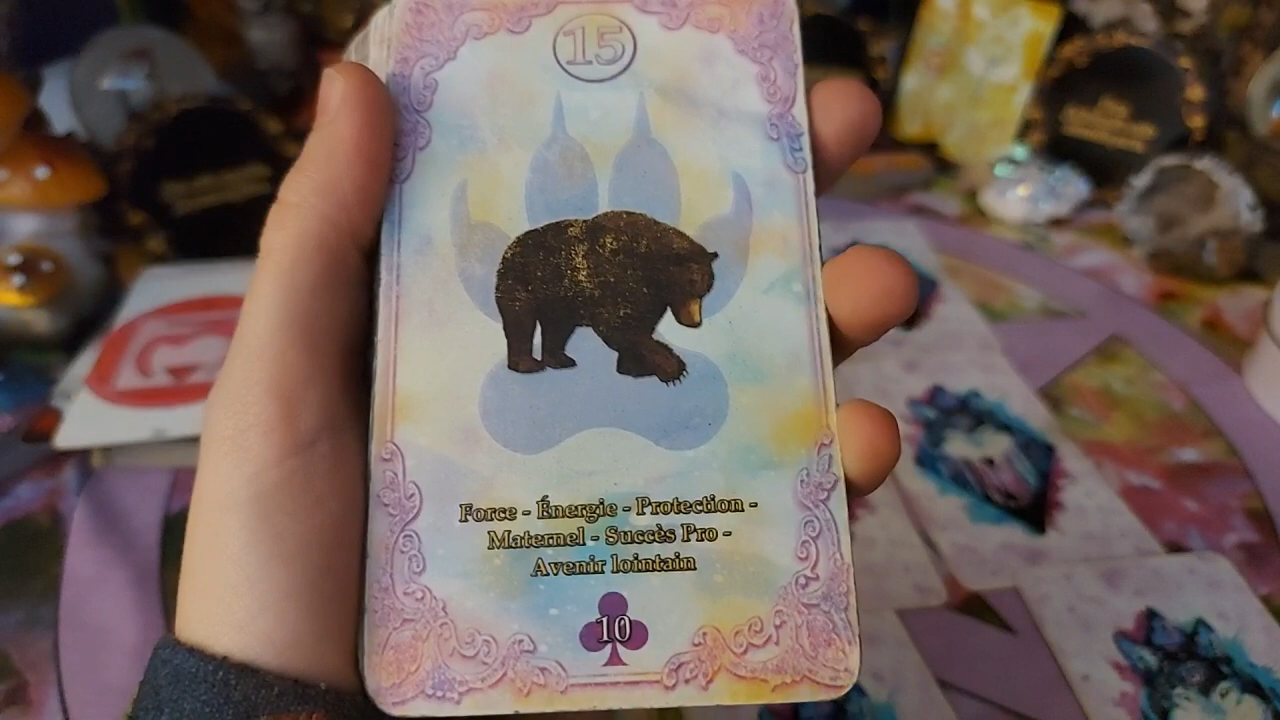 15
Force - Énergie - Protection -
Maternel - Succès Pro -
Avenir lointain
10